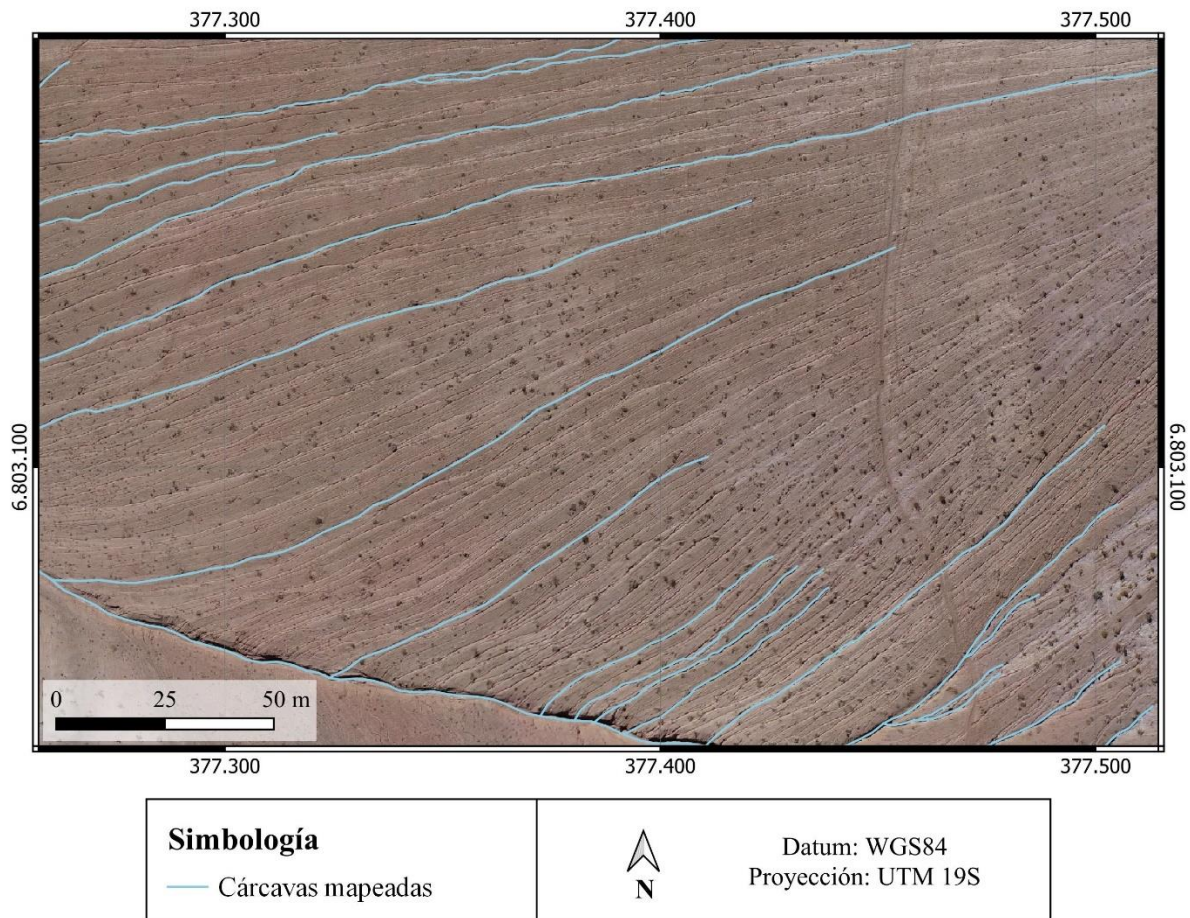 377.300 377.400 377.500
6.803.100 6.803.100
0 25 50 m
377.300 377.400 377.500
Simbología
Cárcavas mapeadas
N
Datum: WGS84
Proyección: UTM 19S